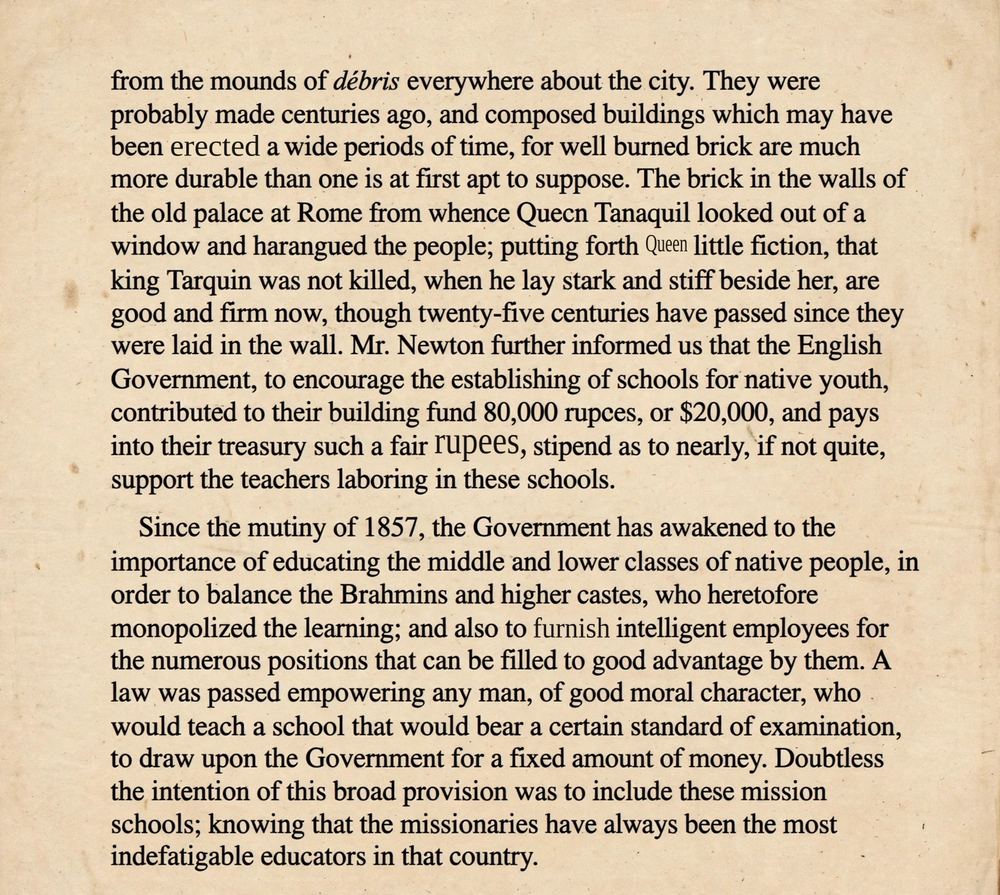 from the mounds of débris everywhere about the city. They were
probably made centuries ago, and composed buildings which may have
been erected a wide periods of time, for well burned brick are much
more durable than one is at first apt to suppose. The brick in the walls of
the old palace at Rome from whence Quecn Tanaquil looked out of a
window and harangued the people; putting forth Queen little fiction, that
king Tarquin was not killed, when he lay stark and stiff beside her, are
good and firm now, though twenty-five centuries have passed since they
were laid in the wall. Mr. Newton further informed us that the English
Government, to encourage the establishing of schools for native youth,
contributed to their building fund 80,000 rupces, or $20,000, and pays
into their treasury such a fair rupees, stipend as to nearly, if not quite,
support the teachers laboring in these schools.
Since the mutiny of 1857, the Government has awakened to the
importance of educating the middle and lower classes of native people, in
order to balance the Brahmins and higher castes, who heretofore
monopolized the learning; and also to furnish intelligent employees for
the numerous positions that can be filled to good advantage by them. A
law was passed empowering any man, of good moral character, who
would teach a school that would bear a certain standard of examination,
to draw upon the Government for a fixed amount of money. Doubtless
the intention of this broad provision was to include these mission
schools; knowing that the missionaries have always been the most
indefatigable educators in that country.